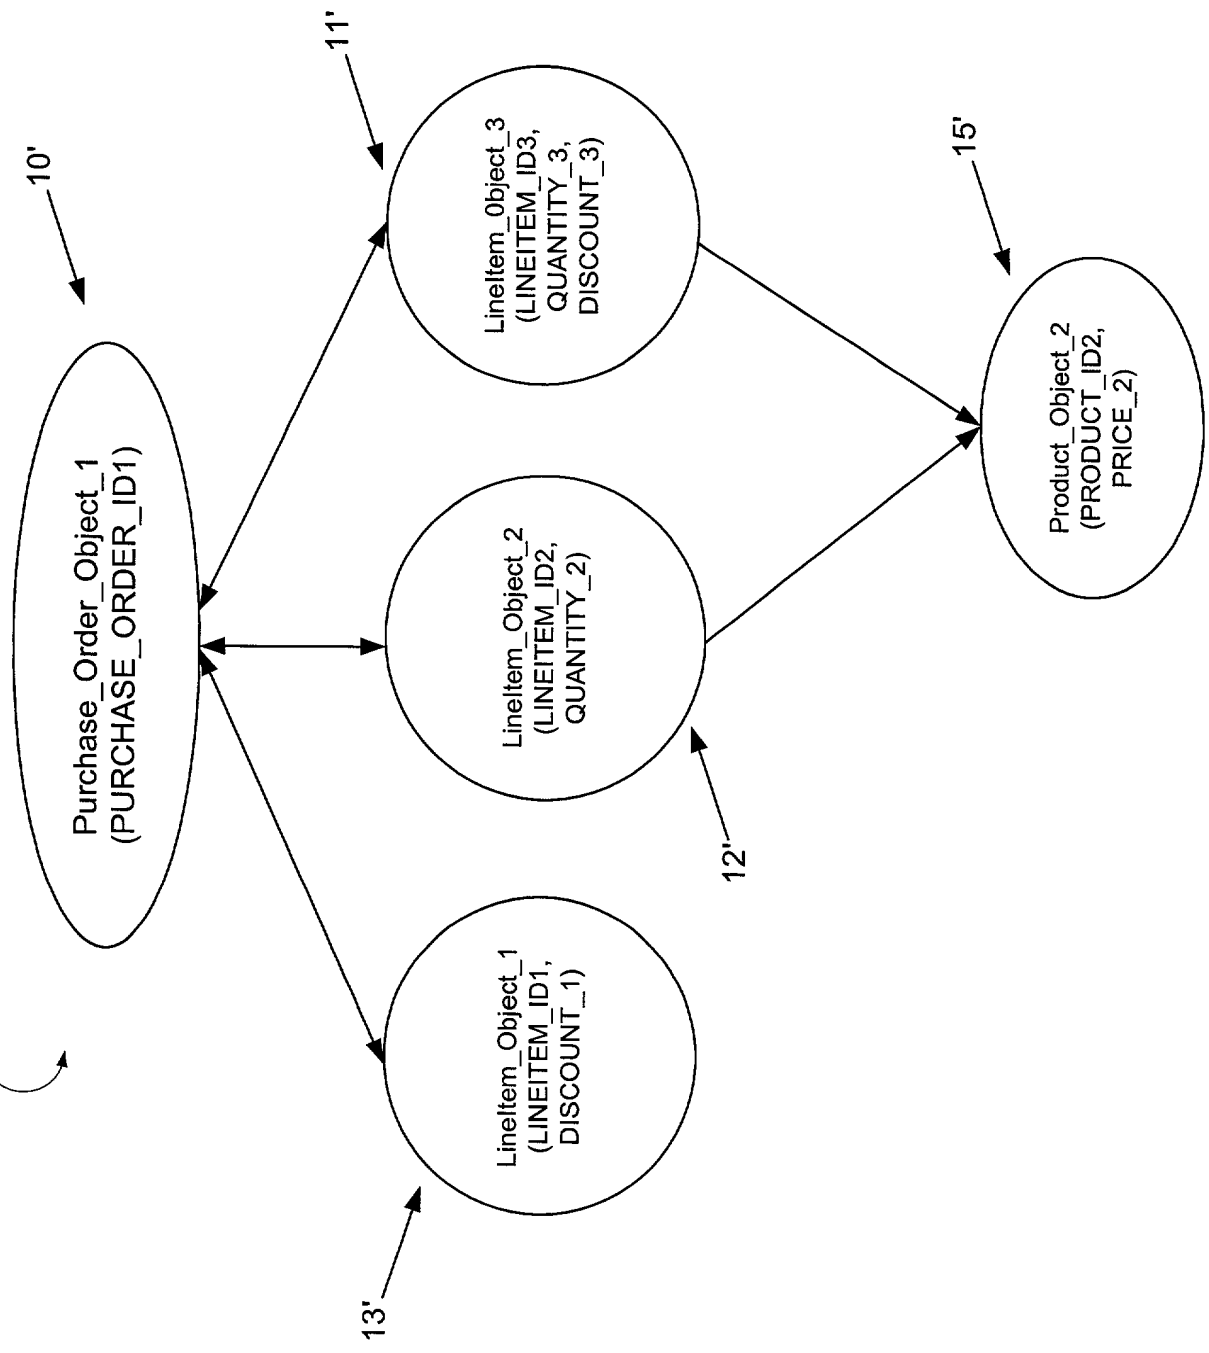 10'
Purchase_Order_Object_1
(PURCHASE_ORDER_ID1)
11'
LineItem_0bject_3
(LINEITEM_ID3,
QUANTITY_3,
DISCOUNT_3)
LineItem_Object_2
(LINEITEM_ID2,
QUANTITY_2)
12'
LineItem_Object_1
(LINEITEM_ID1,
DISCOUNT_1)
13'
15'
Product_Object_2
(PRODUCT_ID2,
PRICE_2)